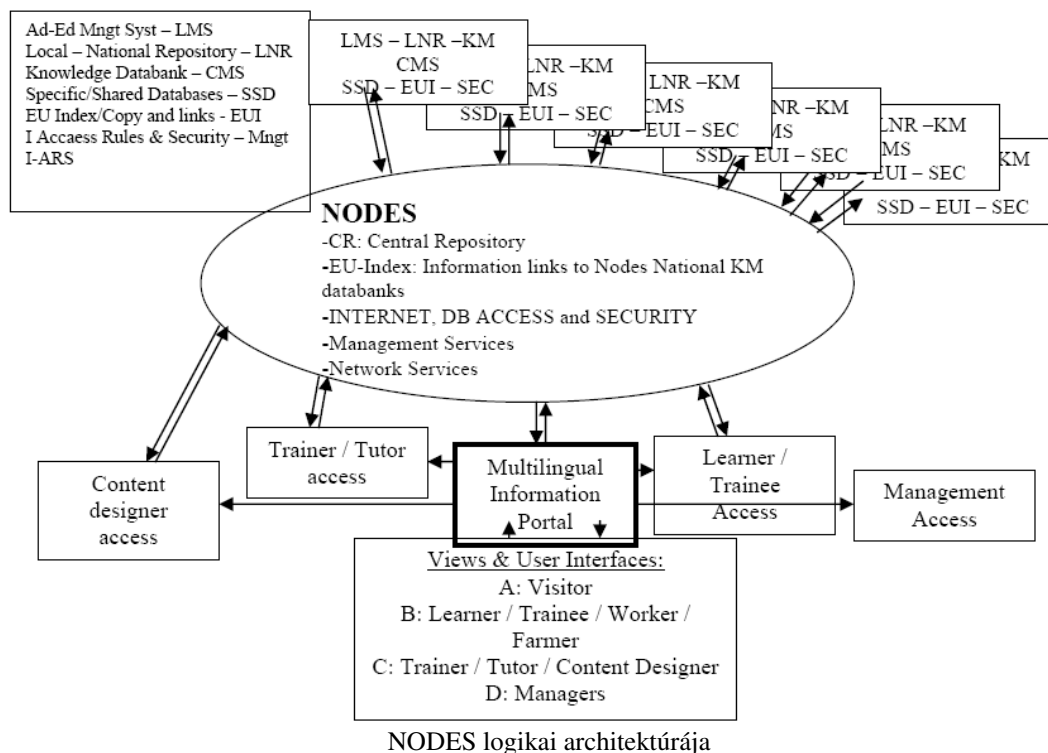 Ad-Ed Mngt Syst – LMS
Local – National Repository – LNR
Knowledge Databank – CMS
Specific/Shared Databases – SSD
EU Index/Copy and links - EUI
I Accaess Rules & Security – Mngt
I-ARS
LMS – LNR –KM
CMS
SSD – EUI – SEC
LNR –KM
MS
SSD – EUI – SEC
LNR –KM
CMS
SSD – EUI – SEC
LNR –KM
MS
SSD – EUI – SEC
LNR –KM
MS
SSD – EUI – SEC
KM
SSD – EUI – SEC
NODES
-CR: Central Repository
-EU-Index: Information links to Nodes National KM
databanks
-INTERNET, DB ACCESS and SECURITY
-Management Services
-Network Services
Content
designer
access
Trainer / Tutor
access
Multilingual
Information
Portal
Learner /
Trainee
Access
Management
Access
Views & User Interfaces:
A: Visitor
B: Learner / Trainee / Worker /
Farmer
C: Trainer / Tutor / Content Designer
D: Managers
NODES logikai architektúrája